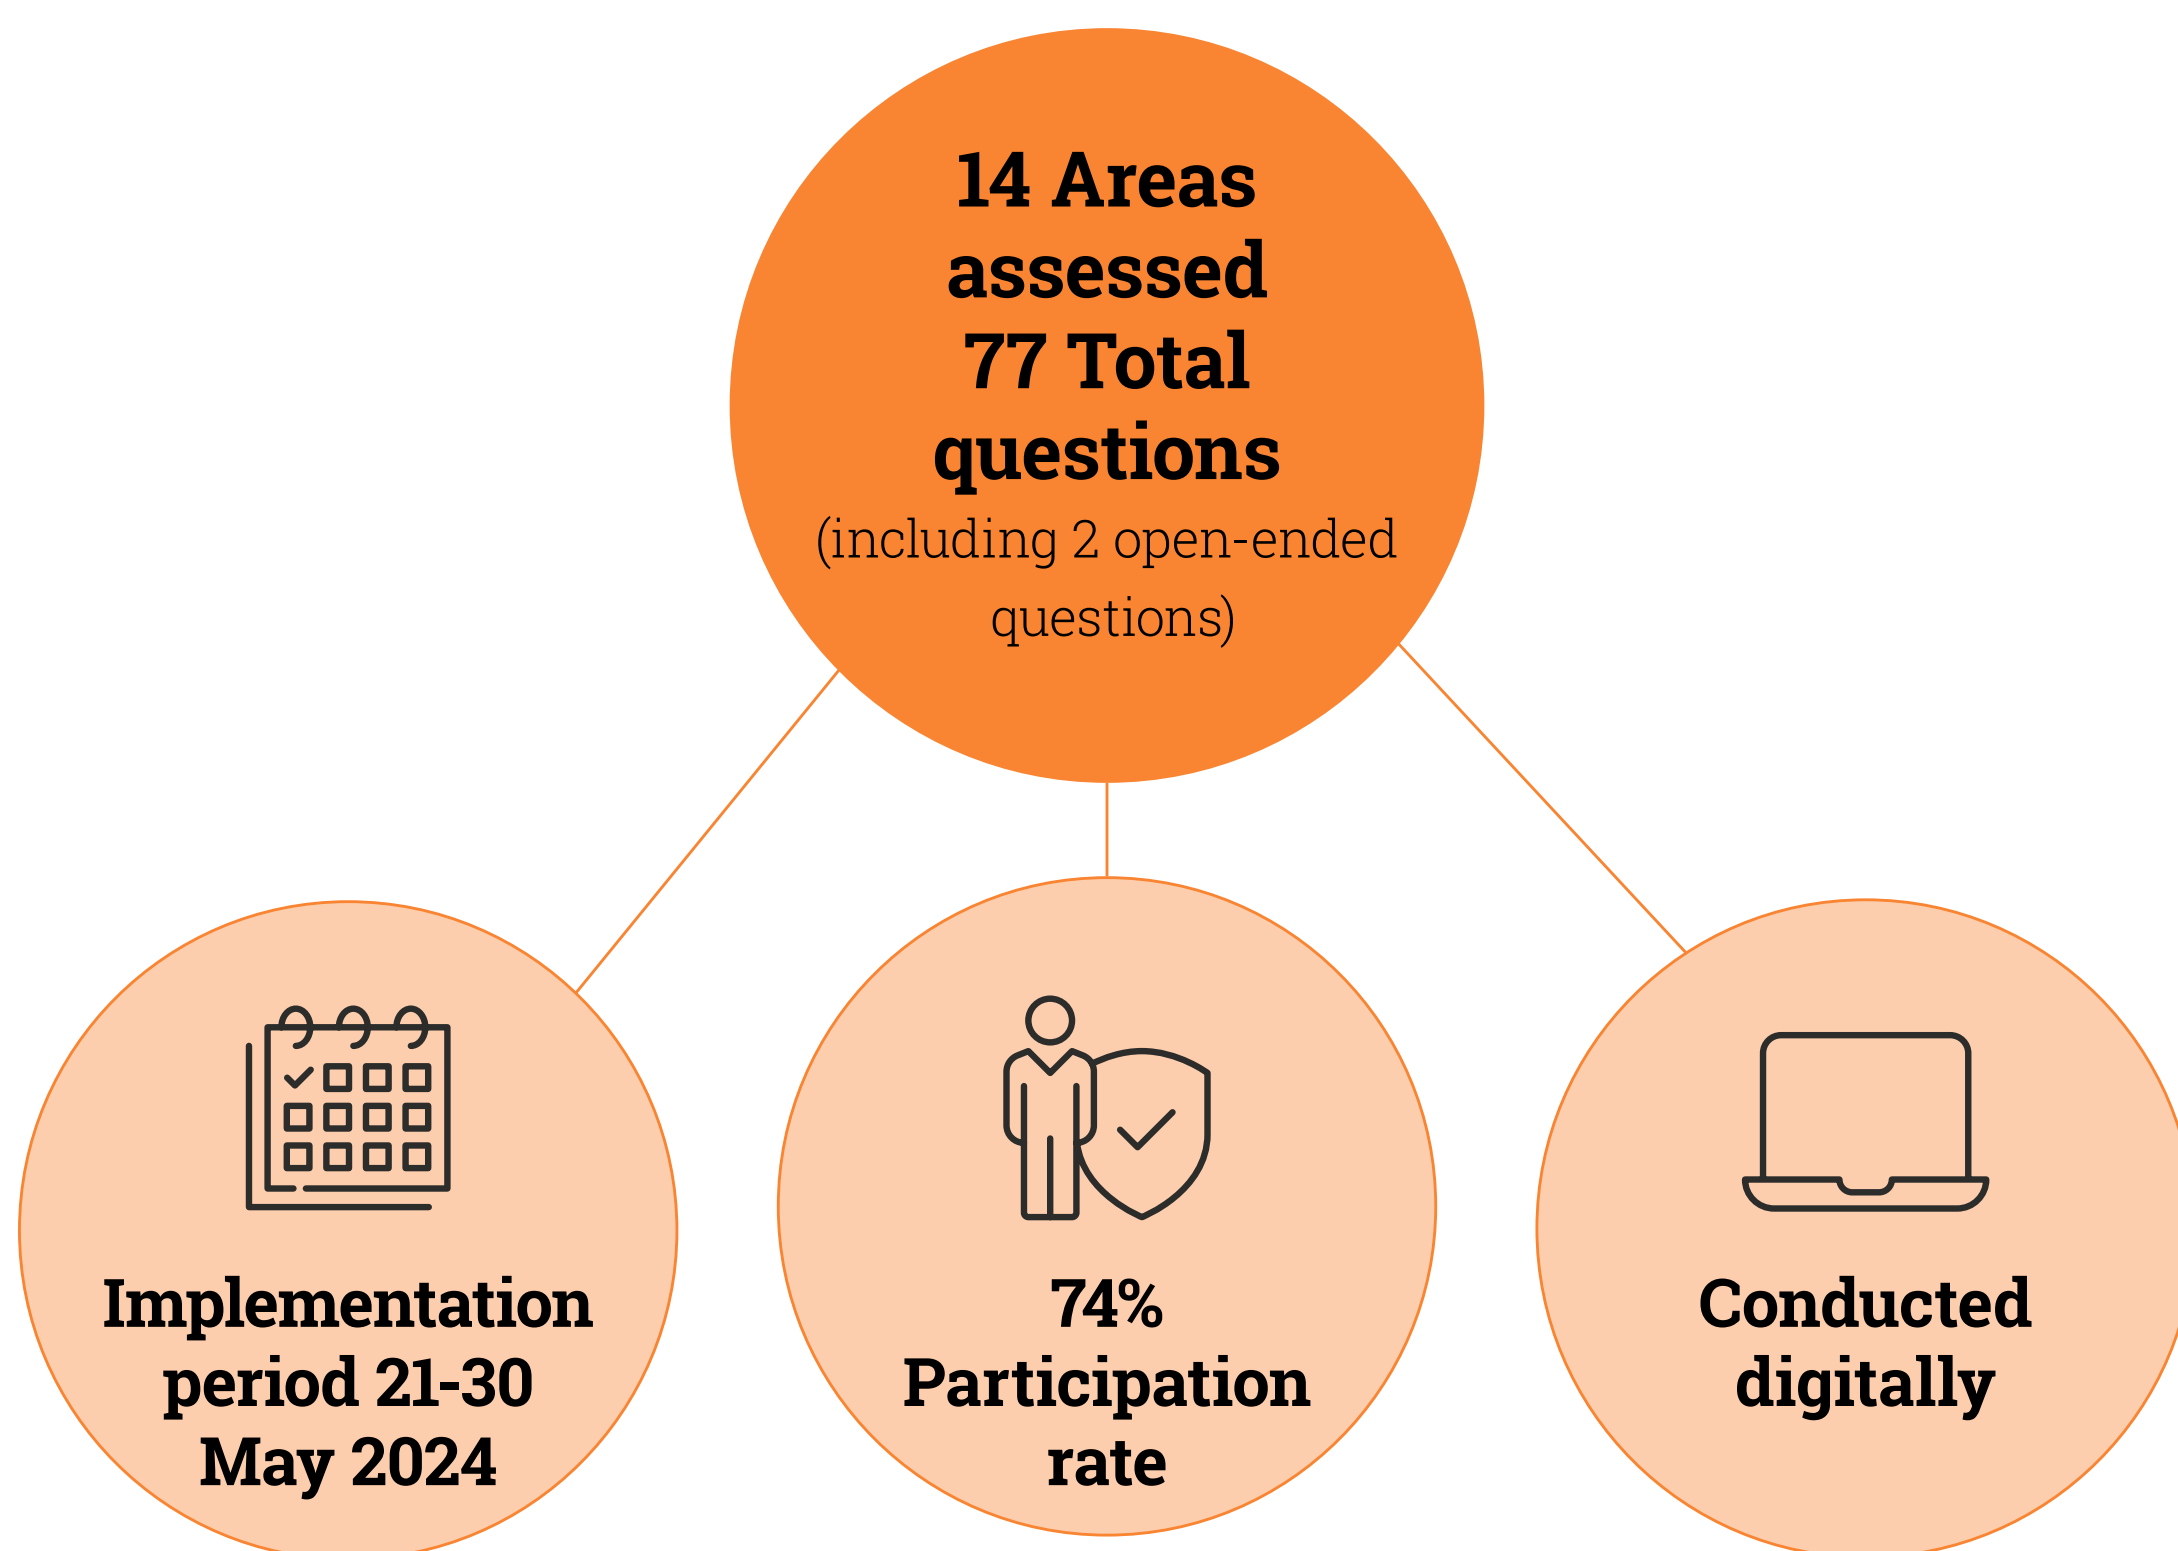 14 Areas
assessed
77 Total
questions
(including 2 open-ended
questions)
Implementation
period 21-30
May 2024
74%
Participation
rate
Conducted
digitally